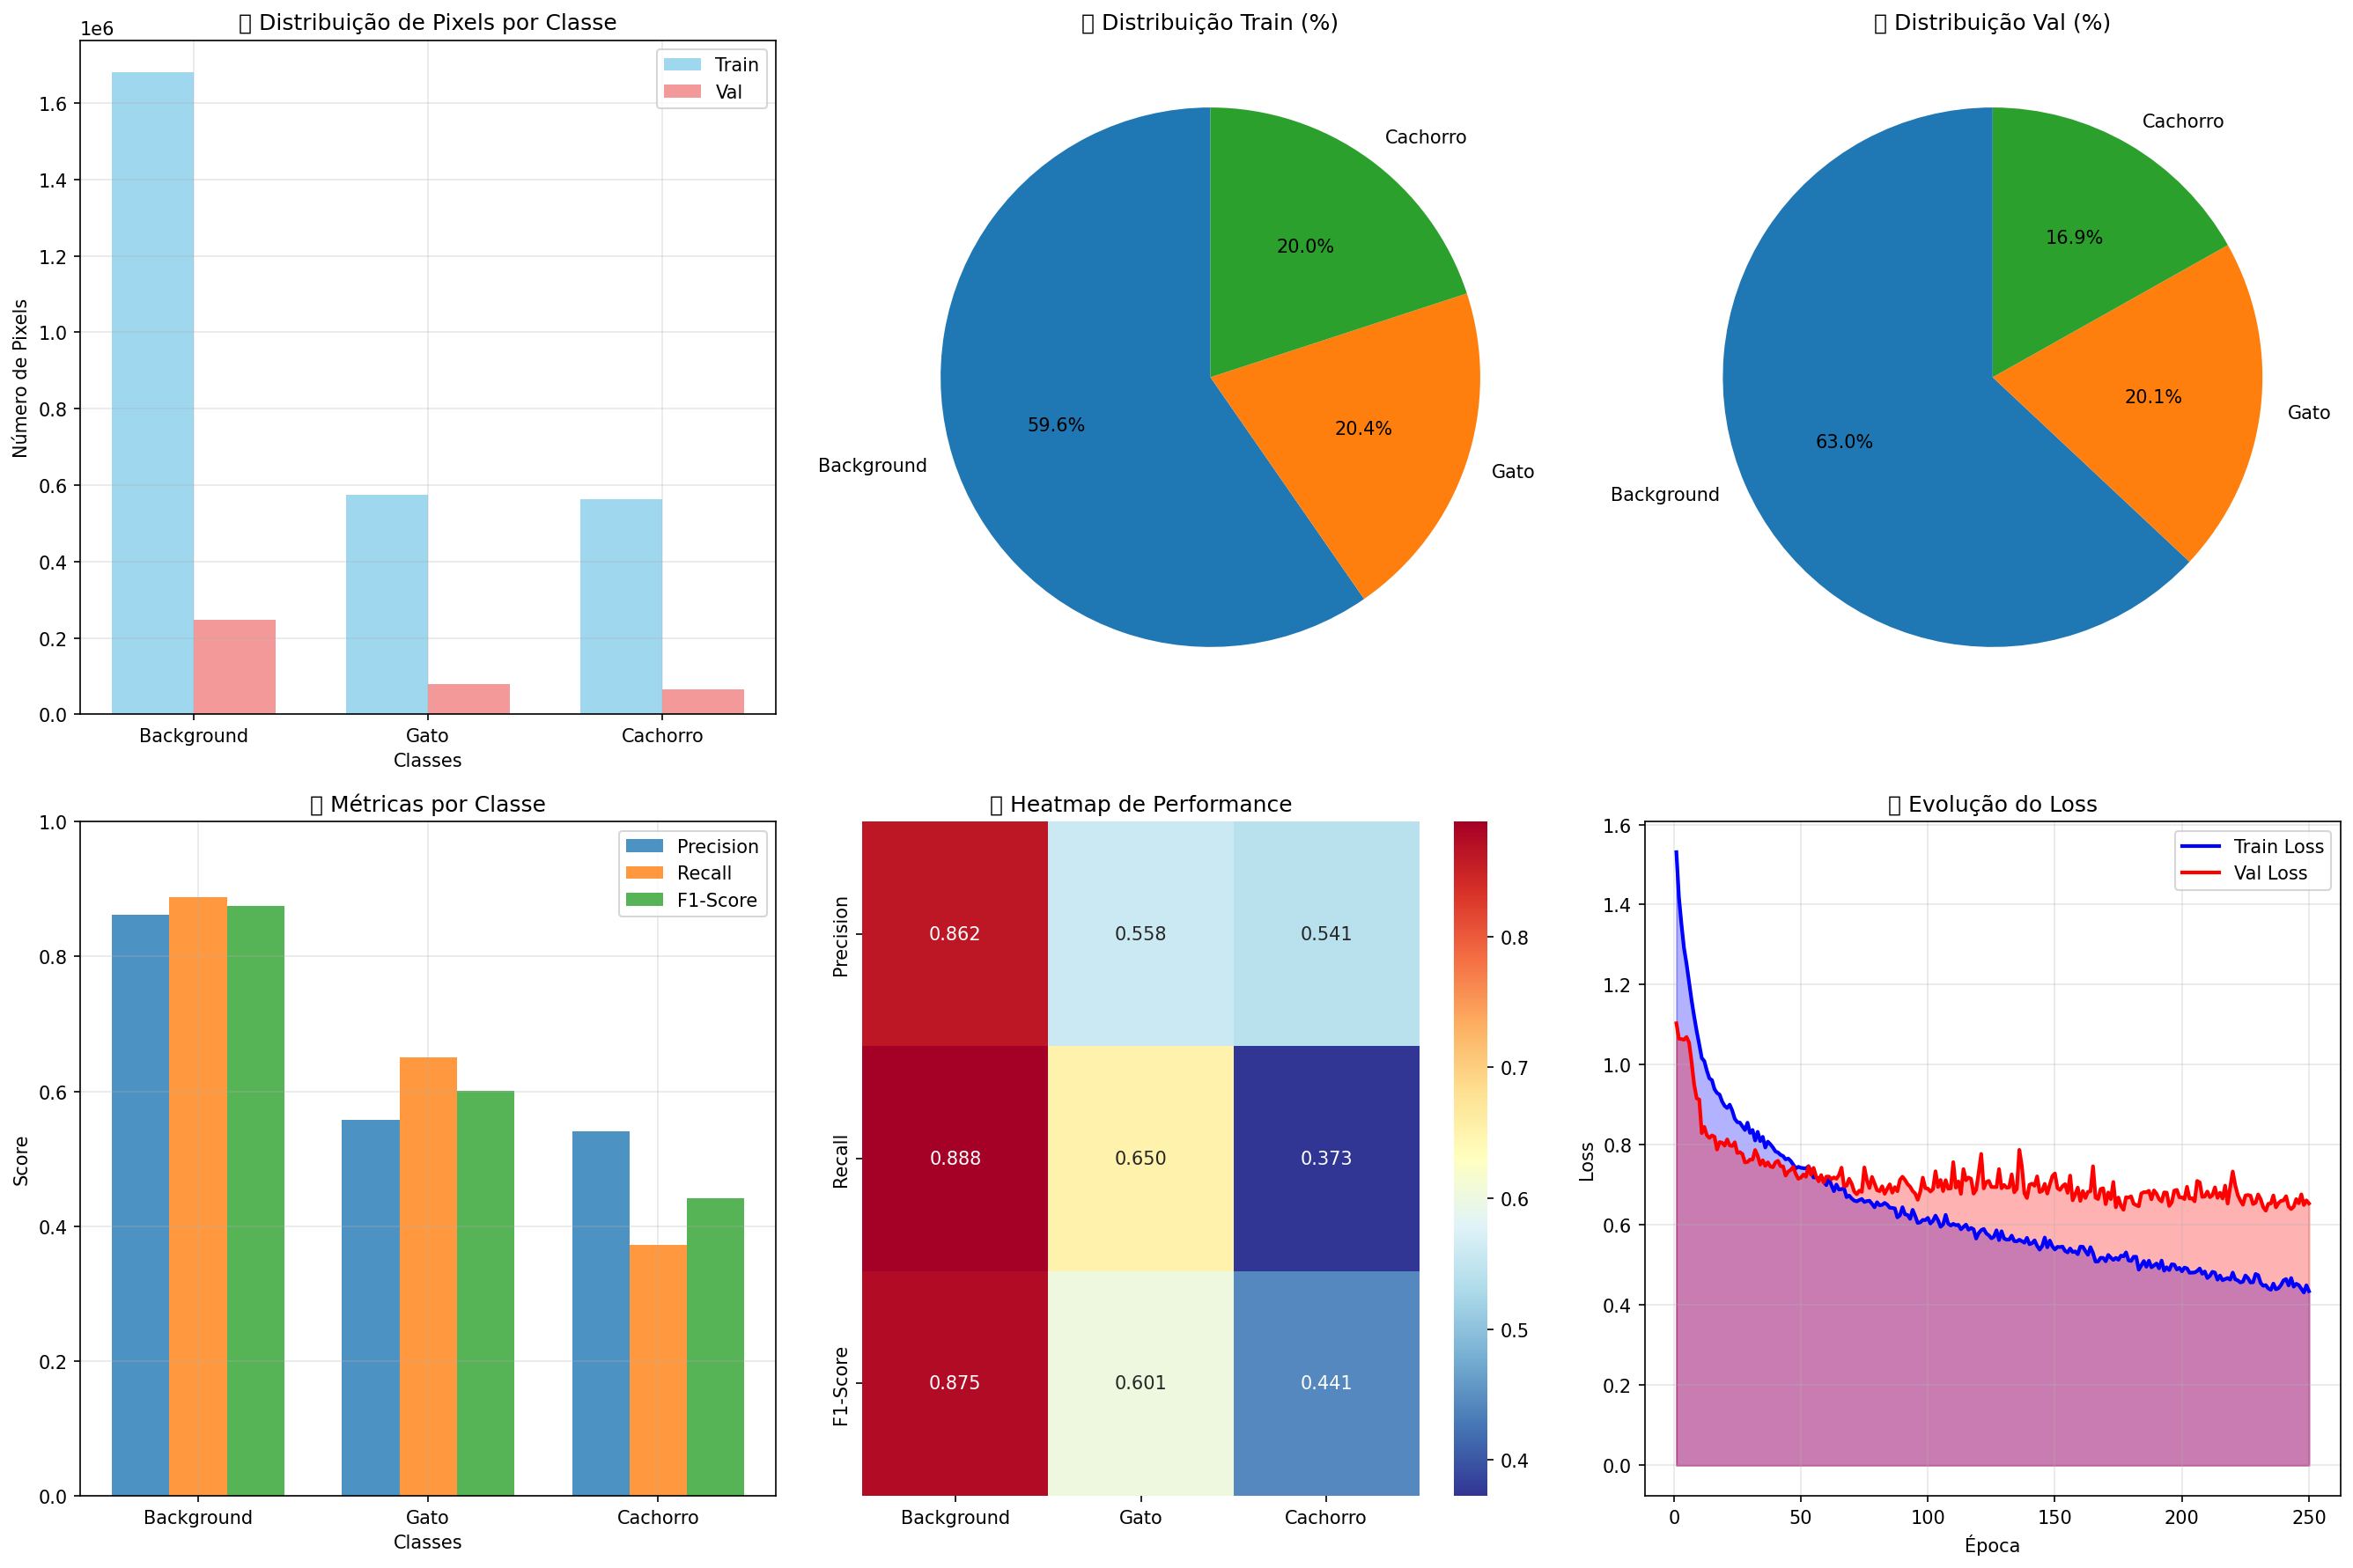 ▯ Distribuição de Pixels por Classe
1e6
Train
Val
1.6
1.4
1.2
1.0
0.8
0.6
0.4
0.2
0.0
Número de Pixels
Background
Gato
Cachorro
Classes
▯ Distribuição Train (%)
Cachorro
20.0%
59.6%
20.4%
Background
Gato
▯ Distribuição Val (%)
Cachorro
16.9%
20.1%
Gato
63.0%
Background
▯ Métricas por Classe
Precision
Recall
F1-Score
1.0
0.8
0.6
0.4
0.2
0.0
Score
Background
Gato
Cachorro
Classes
▯ Heatmap de Performance
Precision
0.862
0.558
0.541
Recall
0.888
0.650
0.373
F1-Score
0.875
0.601
0.441
Background
Gato
Cachorro
0.8
0.7
0.6
0.5
0.4
▯ Evolução do Loss
Train Loss
Val Loss
1.6
1.4
1.2
1.0
0.8
0.6
0.4
0.2
0.0
Loss
0
50
100
150
200
250
Época